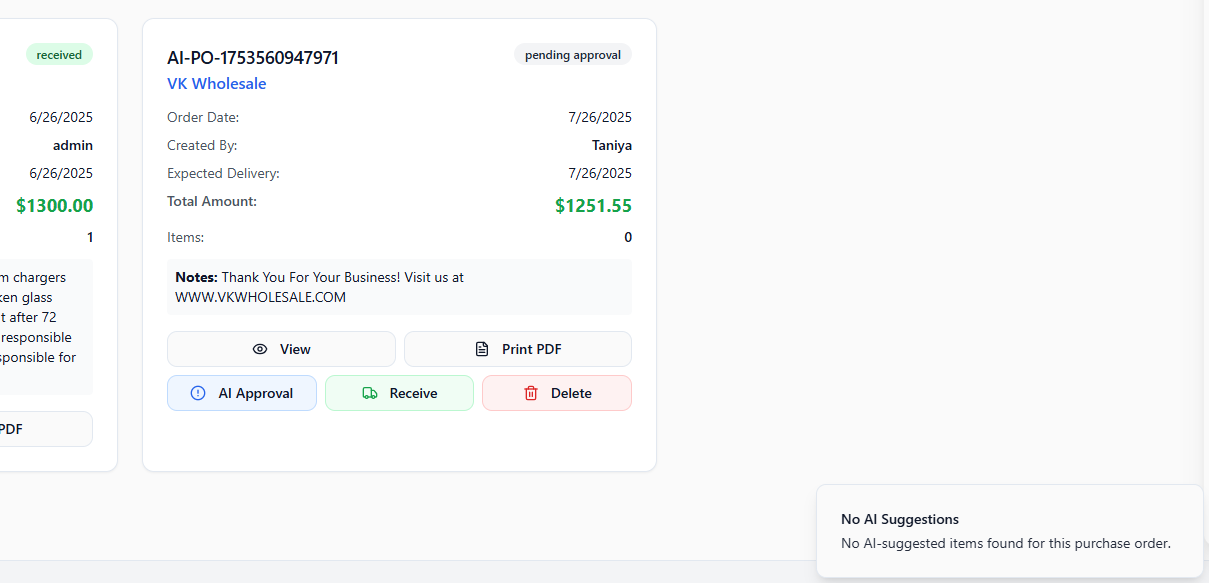 received
6/26/2025
admin
6/26/2025
$1300.00
1
m chargers
ken glass
t after 72
responsible
sponsible for
PDF
AI-PO-1753560947971
pending approval
VK Wholesale
Order Date: 7/26/2025
Created By: Taniya
Expected Delivery: 7/26/2025
Total Amount: $1251.55
Items: 0
Notes: Thank You For Your Business! Visit us at
WWW.VKWHOLESALE.COM
View
Print PDF
AI Approval
Receive
Delete
No AI Suggestions
No AI-suggested items found for this purchase order.